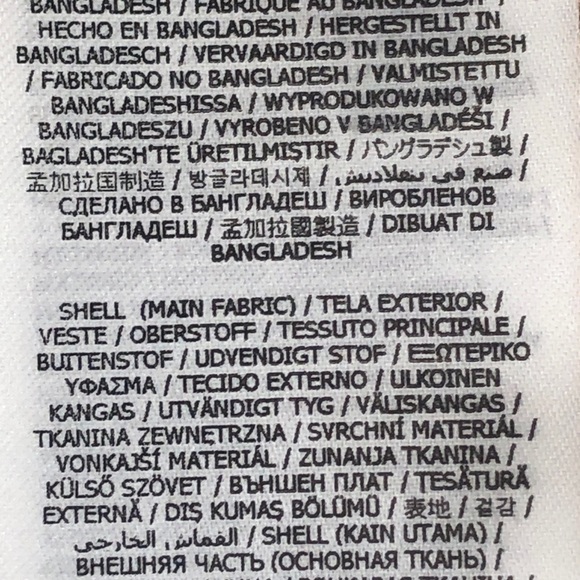 BANGLADESH / FABRIQUÉ AU BANGLADESH /
HECHO EN BANGLADESH / HERGESTELLT IN
BANGLADESCH / VERVAARDIGD IN BANGLADESH
/ FABRICADO NO BANGLADESH / VALMISTETTU
BANGLADESHISSA / WYPRODUKOWANO W
BANGLADESZU / VYROBENO V BANGLADÉŠI /
BAGLADESH'TE ÜRETILMIŞTIR / バングラデシュ製 /
孟加拉国制造 / 방글라데시제 / صنع في بنغلاديش /
СДЕЛАНО В БАНГЛАДЕШ / ВИРОБЛЕНОВ
БАНГЛАДЕШ / 孟加拉國製造 / DIBUAT DI
BANGLADESH
SHELL (MAIN FABRIC) / TELA EXTERIOR /
VESTE / OBERSTOFF / TESSUTO PRINCIPALE /
BUITENSTOF / UDVENDIGT STOF / ΕΞΩΤΕΡΙΚΟ
ΥΦΑΣΜΑ / TECIDO EXTERNO / ULKOINEN
KANGAS / UTVÄNDIGT TYG / VÄLISKANGAS /
TKANINA ZEWNĘTRZNA / SVRCHNÍ MATERIÁL /
VONKAJŠÍ MATERIÁL / ZUNANJA TKANINA /
KÜLSŐ SZÖVET / ВЪНШЕН ПЛАТ / TESĂTURĂ
EXTERNĂ / DIŞ KUMAŞ BÖLÜMÜ / 表地 / 겉감 /
القماش الخارجي / SHELL (KAIN UTAMA) /
ВНЕШНЯЯ ЧАСТЬ (ОСНОВНАЯ ТКАНЬ) /